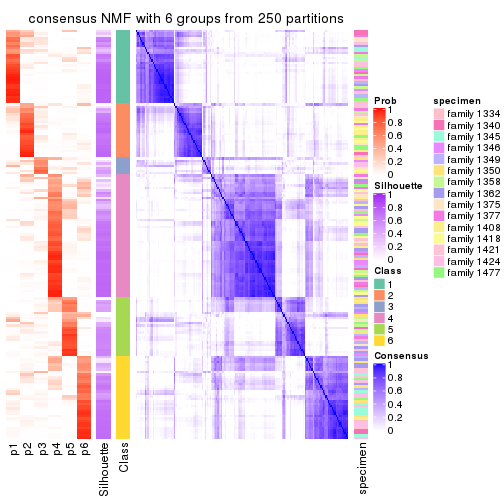 consensus NMF with 6 groups from 250 partitions
Prob
1
0.8
0.6
0.4
0.2
0
Silhouette
1
0.8
0.6
0.4
0.2
0
Class
1
2
3
4
5
6
Consensus
1
0.8
0.6
0.4
0.2
0
specimen
family 1334
family 1340
family 1345
family 1346
family 1349
family 1350
family 1358
family 1362
family 1375
family 1377
family 1408
family 1418
family 1421
family 1424
family 1477
p1
p2
p3
p4
p5
p6
Silhouette
Class
specimen